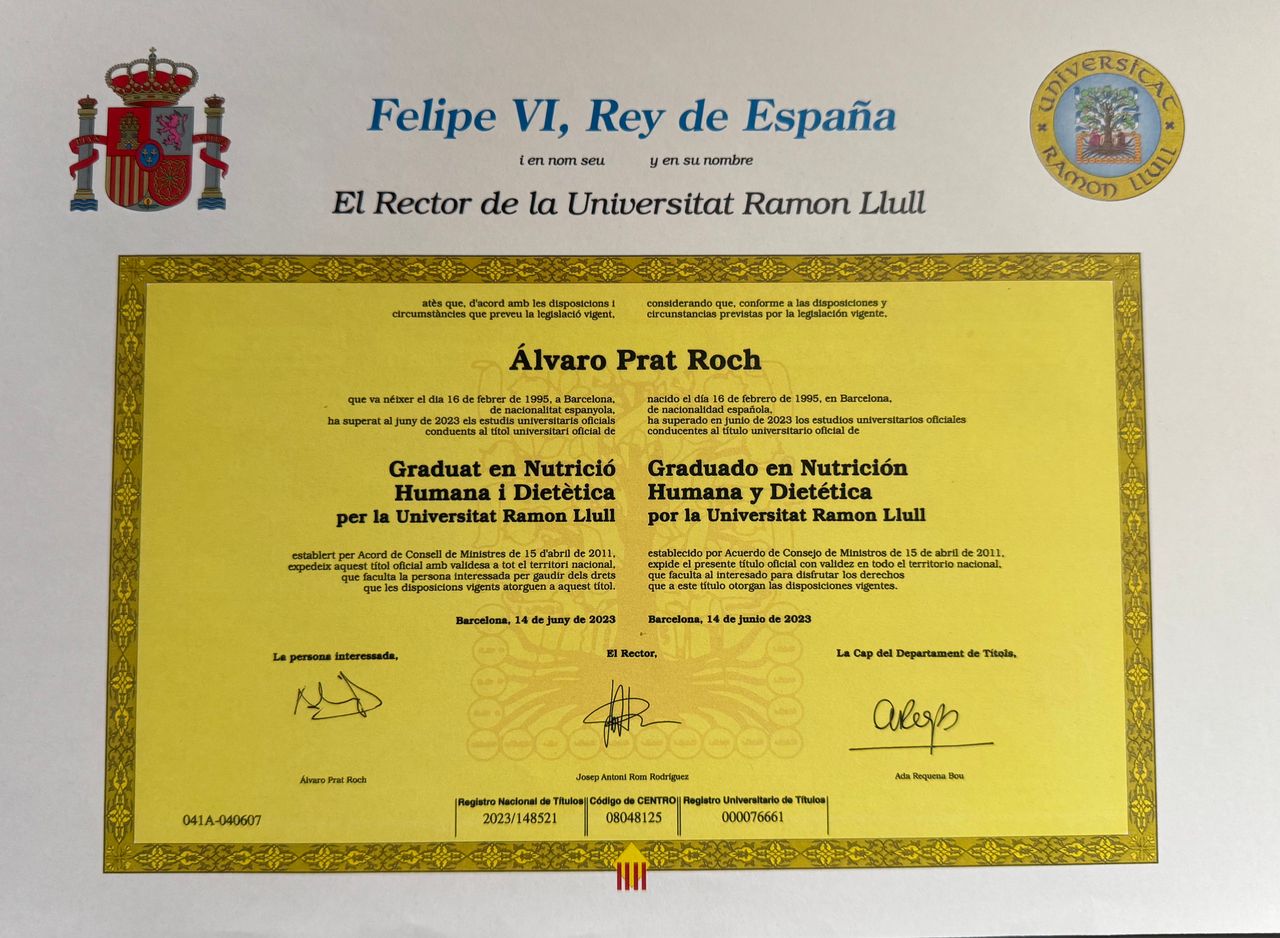 Felipe VI, Rey de España
i en nom seu y en su nombre
El Rector de la Universitat Ramon Llull
UNIVERSITAT RAMON LLULL
atès que, d'acord amb les disposicions i
circumstàncies que preveu la legislació vigent,
considerando que, conforme a las disposiciones y
circunstancias previstas por la legislación vigente,
Álvaro Prat Roch
que va néixer el dia 16 de febrer de 1995, a Barcelona,
de nacionalitat espanyola,
ha superat al juny de 2023 els estudis universitaris oficials
conduents al títol universitari oficial de
nacido el día 16 de febrero de 1995, en Barcelona,
de nacionalidad española,
ha superado en junio de 2023 los estudios universitarios oficiales
conducentes al título universitario oficial de
Graduat en Nutrició
Humana i Dietètica
per la Universitat Ramon Llull
Graduado en Nutrición
Humana y Dietética
por la Universitat Ramon Llull
establert per Acord de Consell de Ministres de 15 d'abril de 2011,
expedeix aquest títol oficial amb validesa a tot el territori nacional,
que faculta la persona interessada per gaudir dels drets
que les disposicions vigents atorguen a aquest títol.
establecido por Acuerdo de Consejo de Ministros de 15 de abril de 2011,
expide el presente título oficial con validez en todo el territorio nacional,
que faculta al interesado para disfrutar los derechos
que a este título otorgan las disposiciones vigentes.
Barcelona, 14 de juny de 2023
Barcelona, 14 de junio de 2023
La persona interessada,
El Rector,
La Cap del Departament de Títols,
Álvaro Prat Roch
Josep Antoni Rom Rodríguez
Ada Requena Bou
041A-040607
Registro Nacional de Títulos
2023/148521
Código de CENTRO
08048125
Registro Universitario de Títulos
000076661